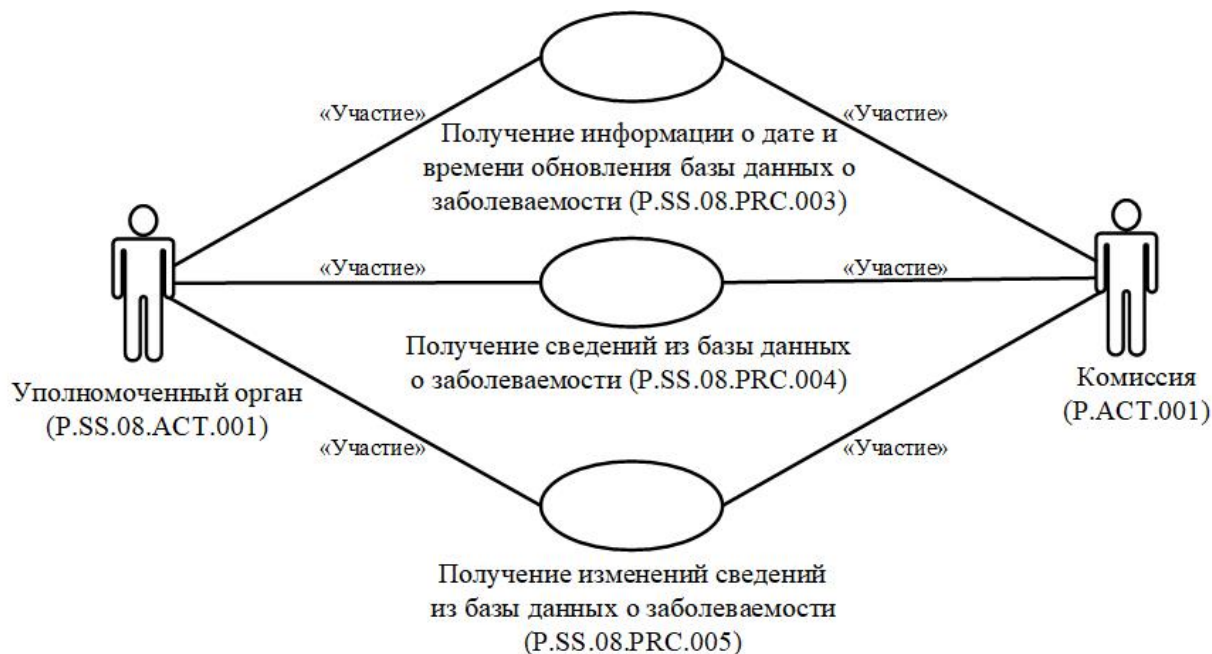 «Участие»
«Участие»
Получение информации о дате и
времени обновления базы данных о
заболеваемости (P.SS.08.PRC.003)
«Участие»
«Участие»
Получение сведений из базы данных
о заболеваемости (P.SS.08.PRC.004)
Уполномоченный орган
(P.SS.08.ACT.001)
Комиссия
(P.ACT.001)
«Участие»
«Участие»
Получение изменений сведений
из базы данных о заболеваемости
(P.SS.08.PRC.005)